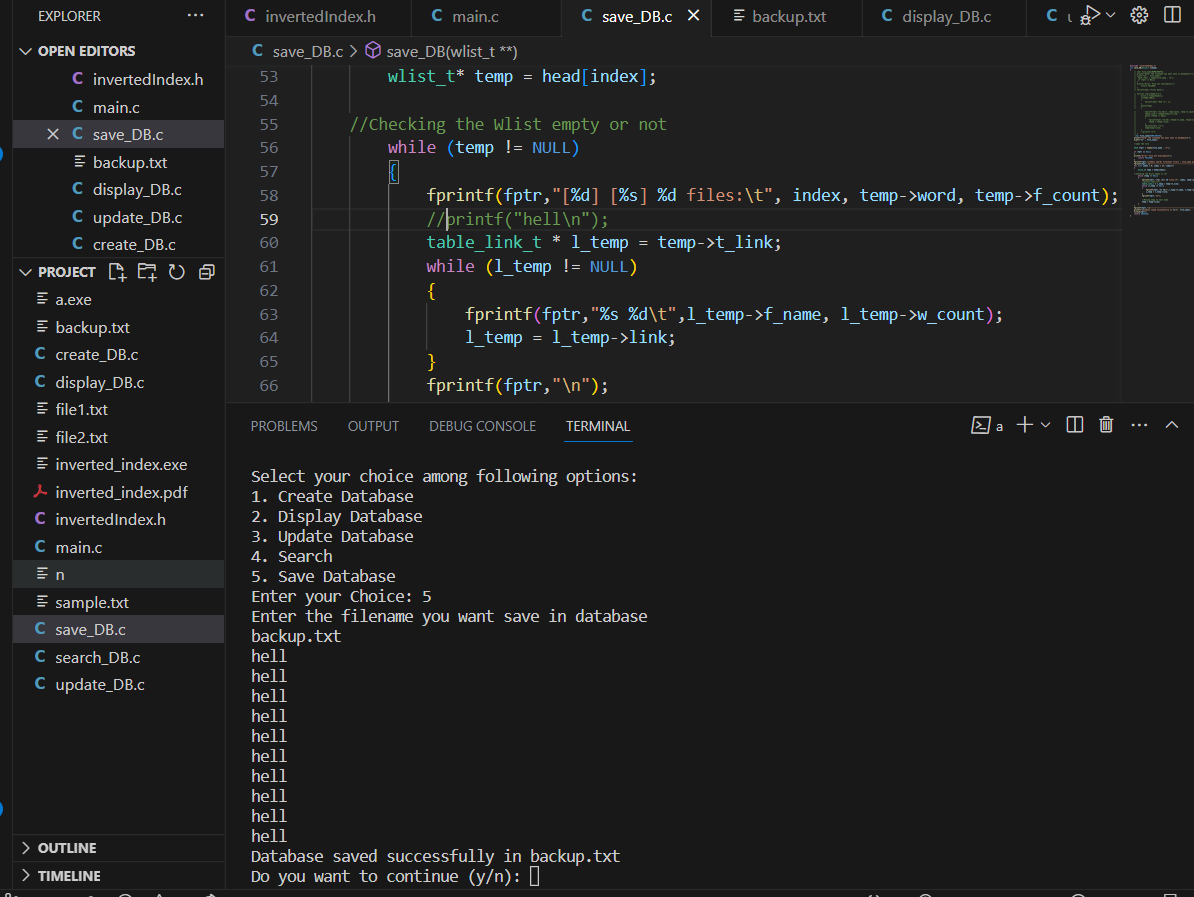 EXPLORER
OPEN EDITORS
invertedIndex.h
main.c
save_DB.c
backup.txt
display_DB.c
update_DB.c
create_DB.c
PROJECT
a.exe
backup.txt
create_DB.c
display_DB.c
file1.txt
file2.txt
inverted_index.exe
inverted_index.pdf
invertedIndex.h
main.c
n
sample.txt
save_DB.c
search_DB.c
update_DB.c
OUTLINE
TIMELINE
C invertedIndex.h C main.c C save_DB.c backup.txt C display_DB.c C
C save_DB.c > save_DB(wlist_t **)
53 wlist_t* temp = head[index];
54
55 //Checking the Wlist empty or not
56 while (temp != NULL)
57 {
58 fprintf(fptr,"[%d] [%s] %d files:\t", index, temp->word, temp->f_count);
59 //printf("hell\n");
60 table_link_t * l_temp = temp->t_link;
61 while (l_temp != NULL)
62 {
63 fprintf(fptr,"%s %d\t",l_temp->f_name, l_temp->w_count);
64 l_temp = l_temp->link;
65 }
66 fprintf(fptr,"\n");
PROBLEMS OUTPUT DEBUG CONSOLE TERMINAL a
Select your choice among following options:
1. Create Database
2. Display Database
3. Update Database
4. Search
5. Save Database
Enter your Choice: 5
Enter the filename you want save in database
backup.txt
hell
hell
hell
hell
hell
hell
hell
hell
hell
hell
Database saved successfully in backup.txt
Do you want to continue (y/n):